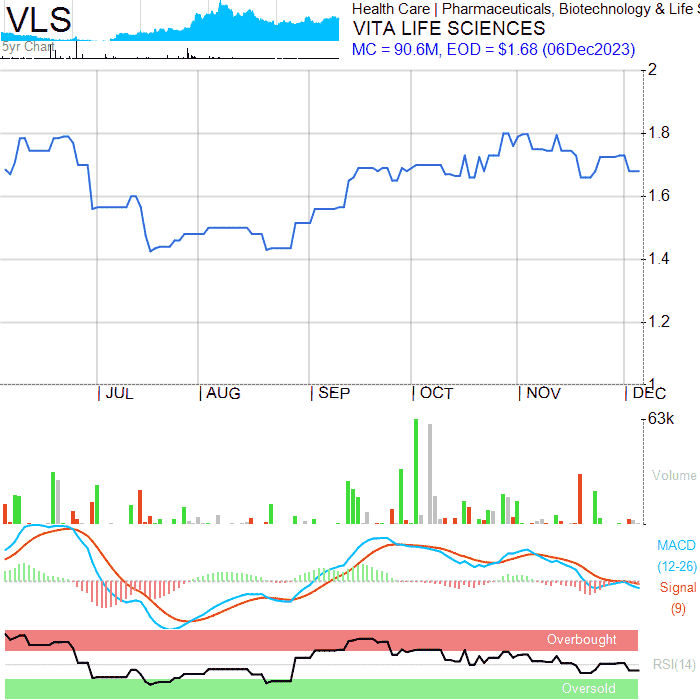 VLS
5yr Chart
Health Care | Pharmaceuticals, Biotechnology & Life S
VITA LIFE SCIENCES
MC = 90.6M, EOD = $1.68 (06Dec2023)
2
1.8
1.6
1.4
1.2
1
JUL
AUG
SEP
OCT
NOV
DEC
63k
Volume
MACD
(12-26)
Signal
(9)
Overbought
RSI(14)
Oversold